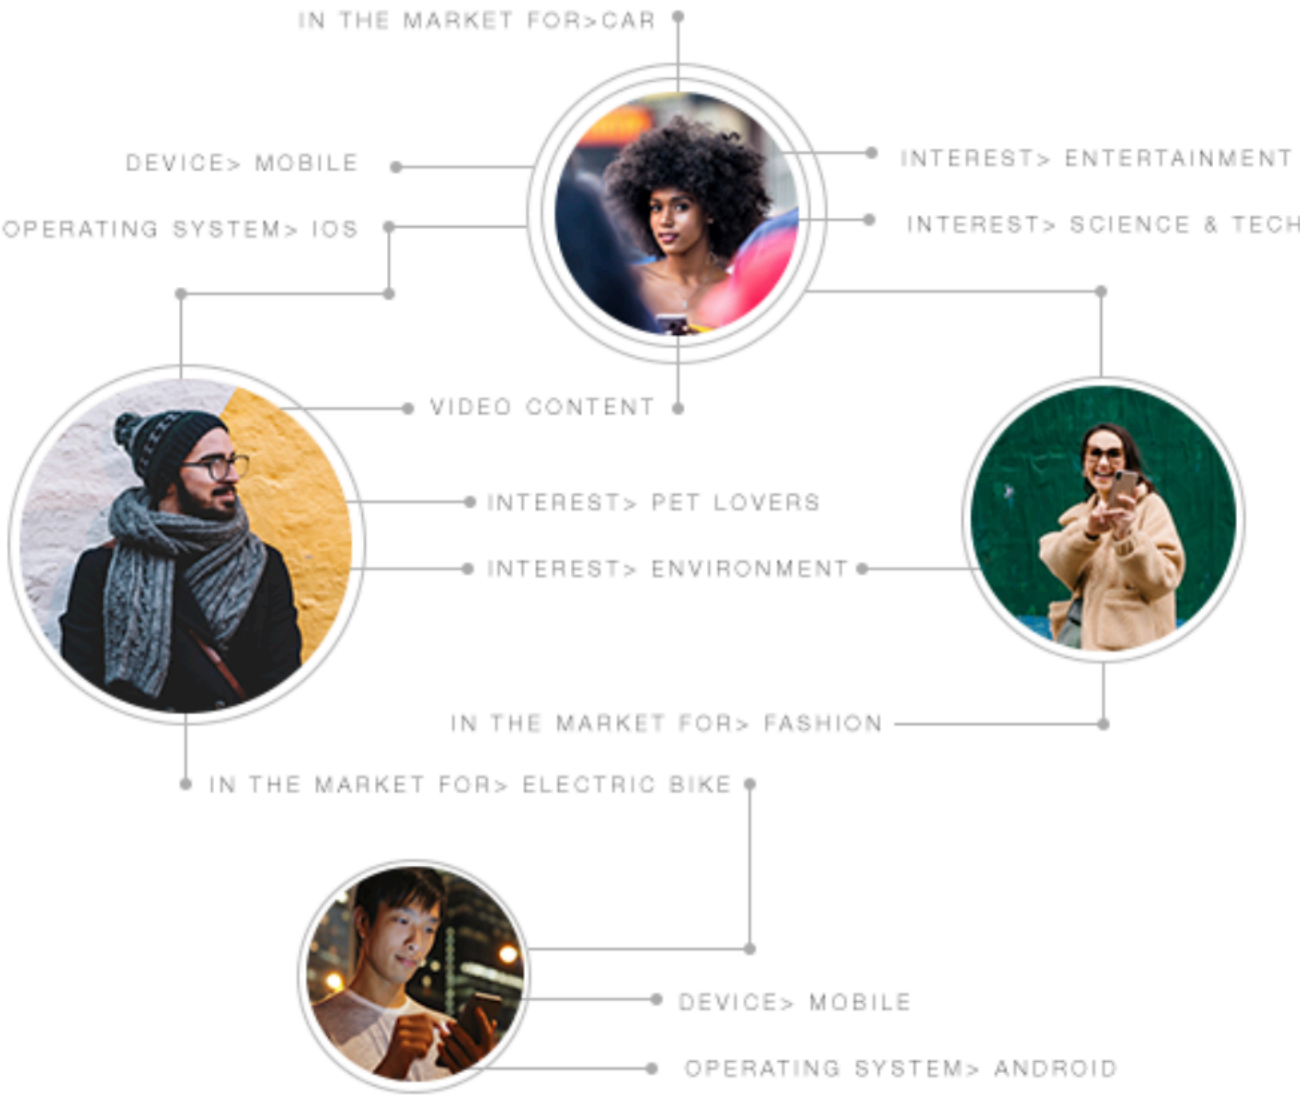 IN THE MARKET FOR>CAR
DEVICE> MOBILE
INTEREST> ENTERTAINMENT
OPERATING SYSTEM> IOS
INTEREST> SCIENCE & TECH
VIDEO CONTENT
INTEREST> PET LOVERS
INTEREST> ENVIRONMENT
IN THE MARKET FOR> FASHION
IN THE MARKET FOR> ELECTRIC BIKE
DEVICE> MOBILE
OPERATING SYSTEM> ANDROID